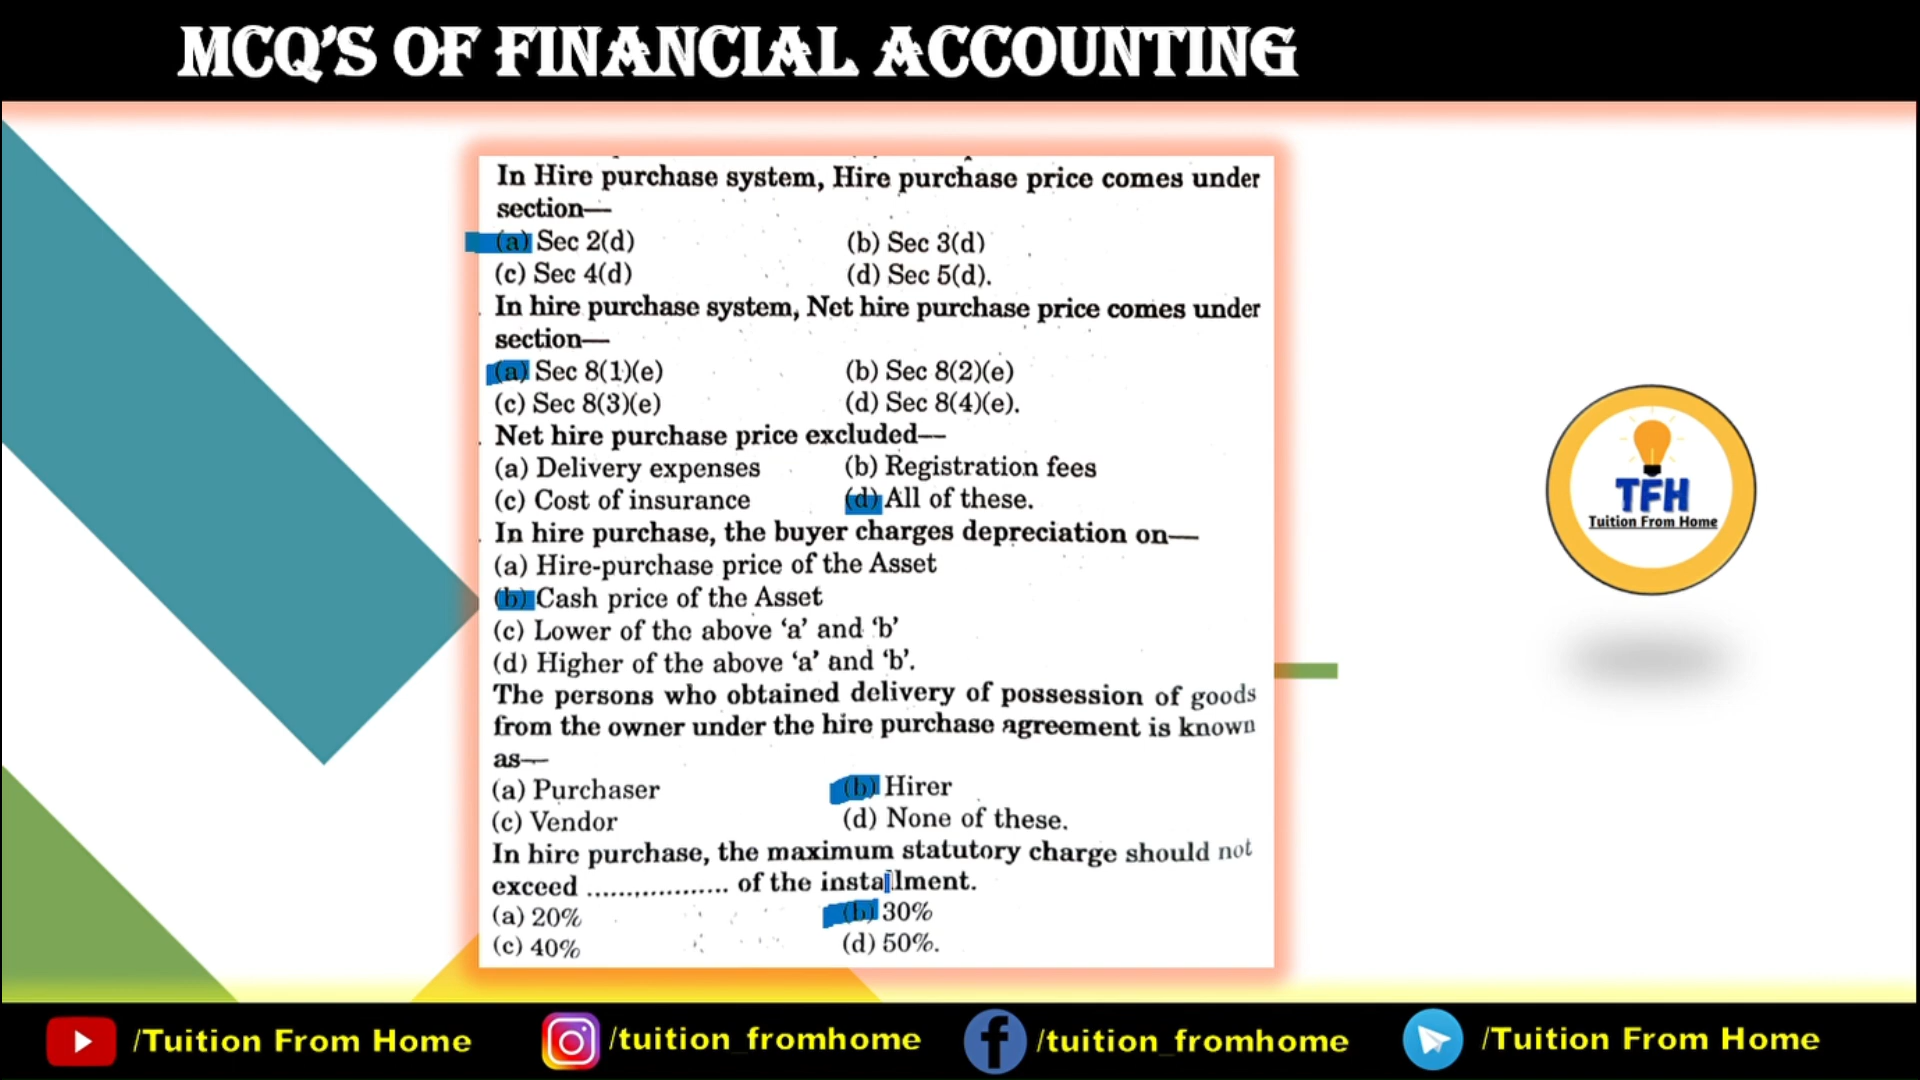 MCQ'S OF FINANCIAL ACCOUNTING
In Hire purchase system, Hire purchase price comes under
section—
(a) Sec 2(d) (b) Sec 3(d)
(c) Sec 4(d) (d) Sec 5(d).
In hire purchase system, Net hire purchase price comes under
section—
(a) Sec 8(1)(e) (b) Sec 8(2)(e)
(c) Sec 8(3)(e) (d) Sec 8(4)(e).
Net hire purchase price excluded—
(a) Delivery expenses (b) Registration fees
(c) Cost of insurance (d) All of these.
In hire purchase, the buyer charges depreciation on—
(a) Hire-purchase price of the Asset
(b) Cash price of the Asset
(c) Lower of the above ‘a’ and ‘b’
(d) Higher of the above ‘a’ and ‘b’.
The persons who obtained delivery of possession of goods
from the owner under the hire purchase agreement is known
as—
(a) Purchaser (b) Hirer
(c) Vendor (d) None of these.
In hire purchase, the maximum statutory charge should not
exceed .................. of the installment.
(a) 20% (b) 30%
(c) 40% (d) 50%.
TFH
Tuition From Home
/Tuition From Home /tuition_fromhome /tuition_fromhome /Tuition From Home